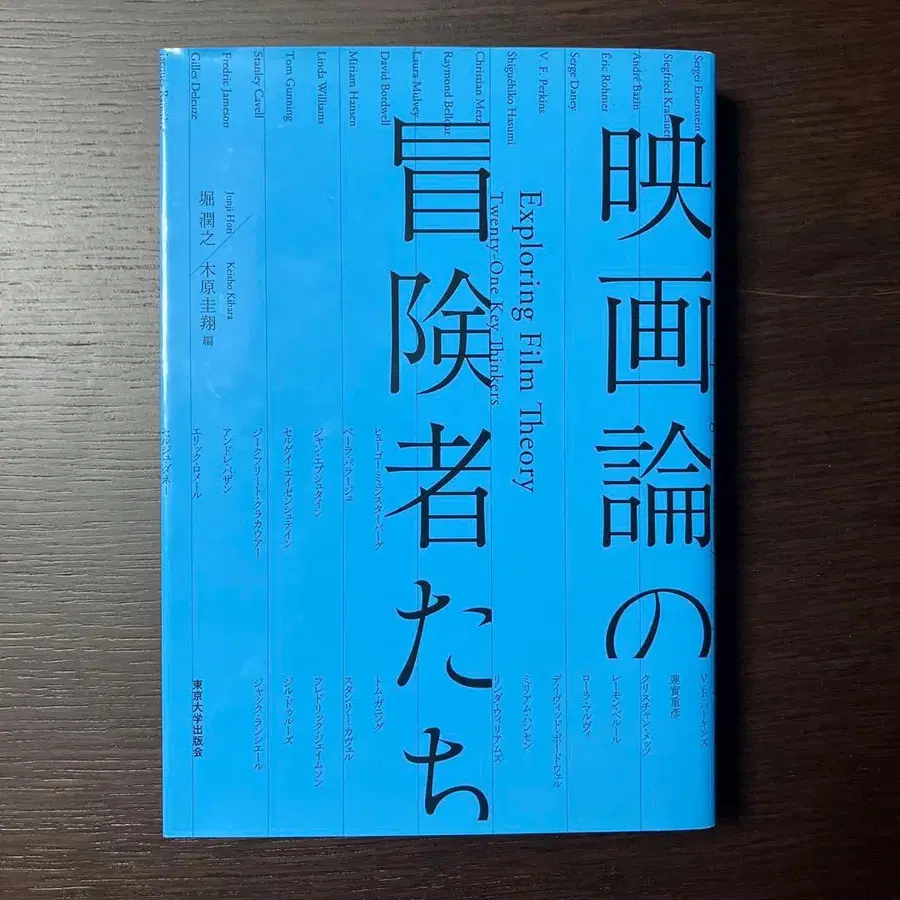 映画論の
冒険者たち
Exploring Film Theory
Twenty-One Key Thinkers
Sergei Eisenstein
Siegfried Kracauer
André Bazin
Éric Rohmer
Serge Daney
V. F. Perkins
Shiguéhiko Hasumi
Christian Metz
Raymond Bellour
Laura Mulvey
David Bordwell
Miriam Hansen
Linda Williams
Tom Gunning
Stanley Cavell
Fredric Jameson
Gilles Deleuze
Junji Hori
堀 潤之
Keisho Kihara
木原圭翔 編
ヒューゴー・ミュンスターバーグ
ベーラ・バラージュ
ジャン・エプシュタイン
セルゲイ・エイゼンシュテイン
ジークフリート・クラカウアー
アンドレ・バザン
エリック・ロメール
セルジュ・ダネー
V・F・パーキンズ
蓮實重彦
クリスチャン・メッツ
レーモン・ベルール
ローラ・マルヴィ
デイヴィッド・ボードウェル
ミリアム・ハンセン
リンダ・ウィリアムズ
トム・ガニング
スタンリー・カヴェル
フレドリック・ジェイムソン
ジル・ドゥルーズ
ジャック・ランシエール
東京大学出版会